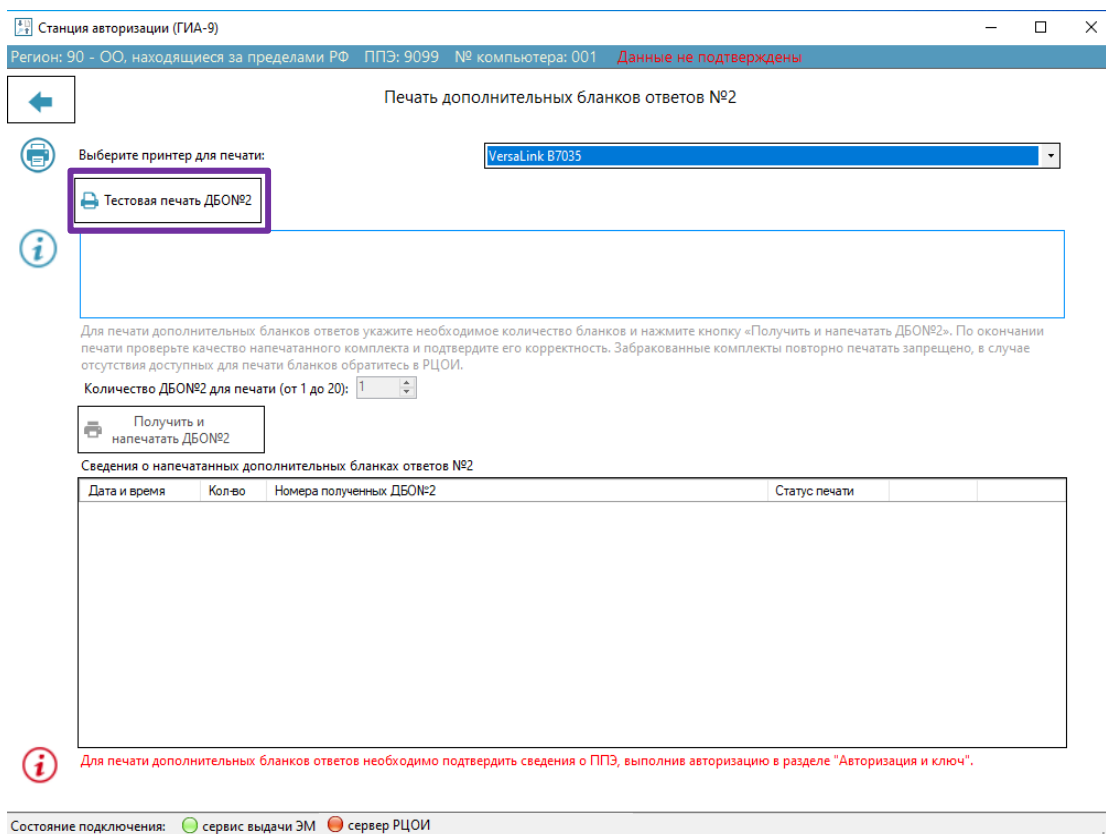 Станция авторизации (ГИА-9)
Регион: 90 - ОО, находящиеся за пределами РФ ППЭ: 9099 № компьютера: 001 Данные не подтверждены
Печать дополнительных бланков ответов №2
Выберите принтер для печати: VersaLink B7035
Тестовая печать ДБО№2
Для печати дополнительных бланков ответов укажите необходимое количество бланков и нажмите кнопку «Получить и напечатать ДБО№2». По окончании
печати проверьте качество напечатанного комплекта и подтвердите его корректность. Забракованные комплекты повторно печатать запрещено, в случае
отсутствия доступных для печати бланков обратитесь в РЦОИ.
Количество ДБО№2 для печати (от 1 до 20): 1
Получить и
напечатать ДБО№2
Сведения о напечатанных дополнительных бланках ответов №2
Дата и время Кол-во Номера полученных ДБО№2 Статус печати
Для печати дополнительных бланков ответов необходимо подтвердить сведения о ППЭ, выполнив авторизацию в разделе "Авторизация и ключ".
Состояние подключения: сервис выдачи ЭМ сервер РЦОИ